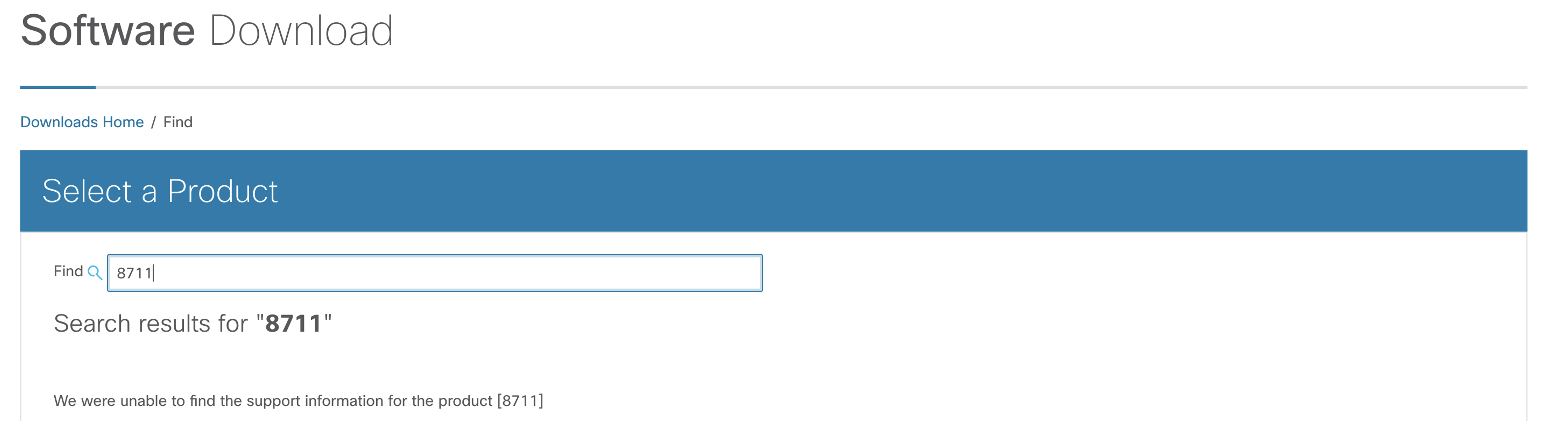 Software Download
Downloads Home / Find
Select a Product
Find 8711
Search results for "8711"
We were unable to find the support information for the product [8711]